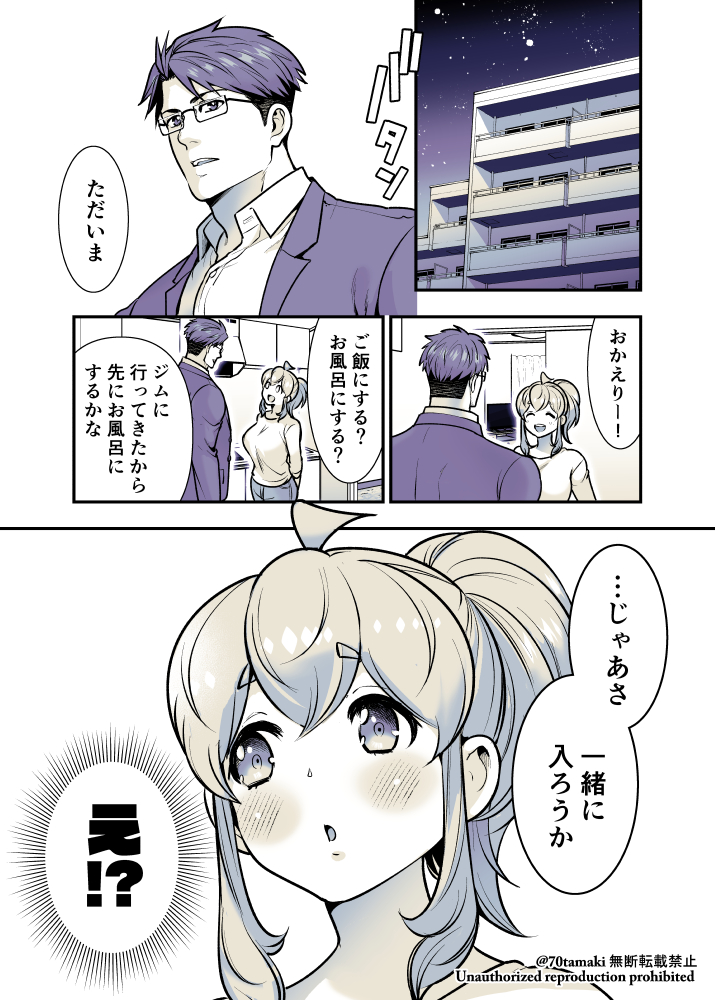 バタン
ただいま
おかえりー!
ご飯にする?
お風呂にする?
ジムに
行ってきたから
先にお風呂に
するかな
…じゃあさ
一緒に
入ろうか
え!?
@70tamaki 無断転載禁止
Unauthorized reproduction prohibited